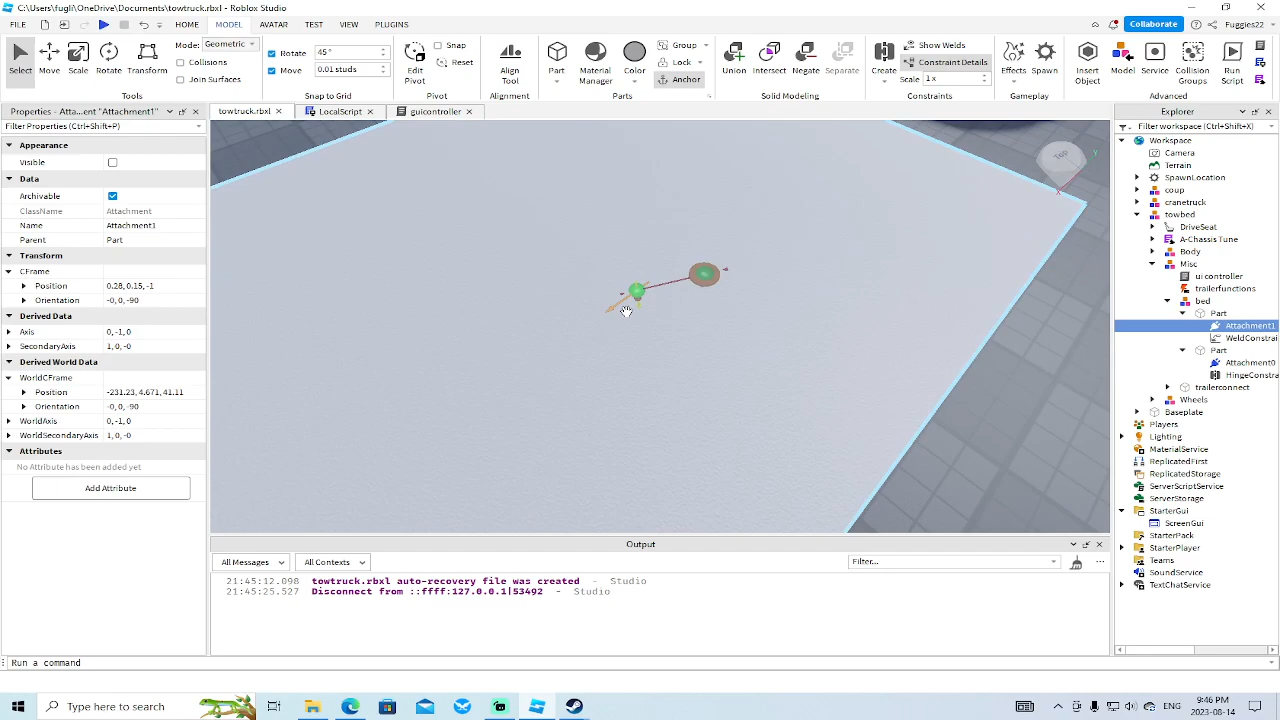 C:\Users\fugli\OneDrive\Documents\towtruck.rbxl - Roblox Studio
FILE HOME MODEL AVATAR TEST VIEW PLUGINS Collaborate Fuggles22
Select Move Scale Rotate Transform
Mode: Geometric
Collisions
Join Surfaces
Tools
Rotate 45°
Move 0.01 studs
Snap to Grid
Edit Pivot
Snap
Reset
Pivot
Align Tool
Alignment
Part Material Manager Color
Group
Lock
Anchor
Parts
Union Intersect Negate Separate
Solid Modeling
Create
Show Welds
Constraint Details
Scale 1 x
Constraints
Effects Spawn
Gameplay
Insert Object Model Service Collision Groups Run Script
Advanced
Properties - Atta...ent "Attachment1"
Filter Properties (Ctrl+Shift+P)
Appearance
Visible
Data
Archivable
ClassName Attachment
Name Attachment1
Parent Part
Transform
CFrame
Position 0.28, 0.15, -1
Orientation -0, 0, -90
Derived Data
Axis 0, -1, 0
SecondaryAxis 1, 0, -0
Derived World Data
WorldCFrame
Position -231.23, 4.671, 41.11
Orientation -0, 0, -90
WorldAxis 0, -1, 0
WorldSecondaryAxis 1, 0, -0
Attributes
No Attribute has been added yet
Add Attribute
towtruck.rbxl LocalScript guicontroller
Top
Y
X
Output
All Messages All Contexts Filter...
21:45:12.098 towtruck.rbxl auto-recovery file was created - Studio
21:45:25.527 Disconnect from ::ffff:127.0.0.1|53492 - Studio
Explorer
Filter workspace (Ctrl+Shift+X)
Workspace
Camera
Terrain
SpawnLocation
coup
cranetruck
towbed
DriveSeat
A-Chassis Tune
Body
Misc
ui controller
trailerfunctions
bed
Part
Attachment1
WeldConstrai
Part
Attachment0
HingeConstra
trailerconnect
Wheels
Baseplate
Players
Lighting
MaterialService
ReplicatedFirst
ReplicatedStorage
ServerScriptService
ServerStorage
StarterGui
ScreenGui
StarterPack
StarterPlayer
Teams
SoundService
TextChatService
Run a command
Type here to search
ENG
9:46 PM
2023-08-14